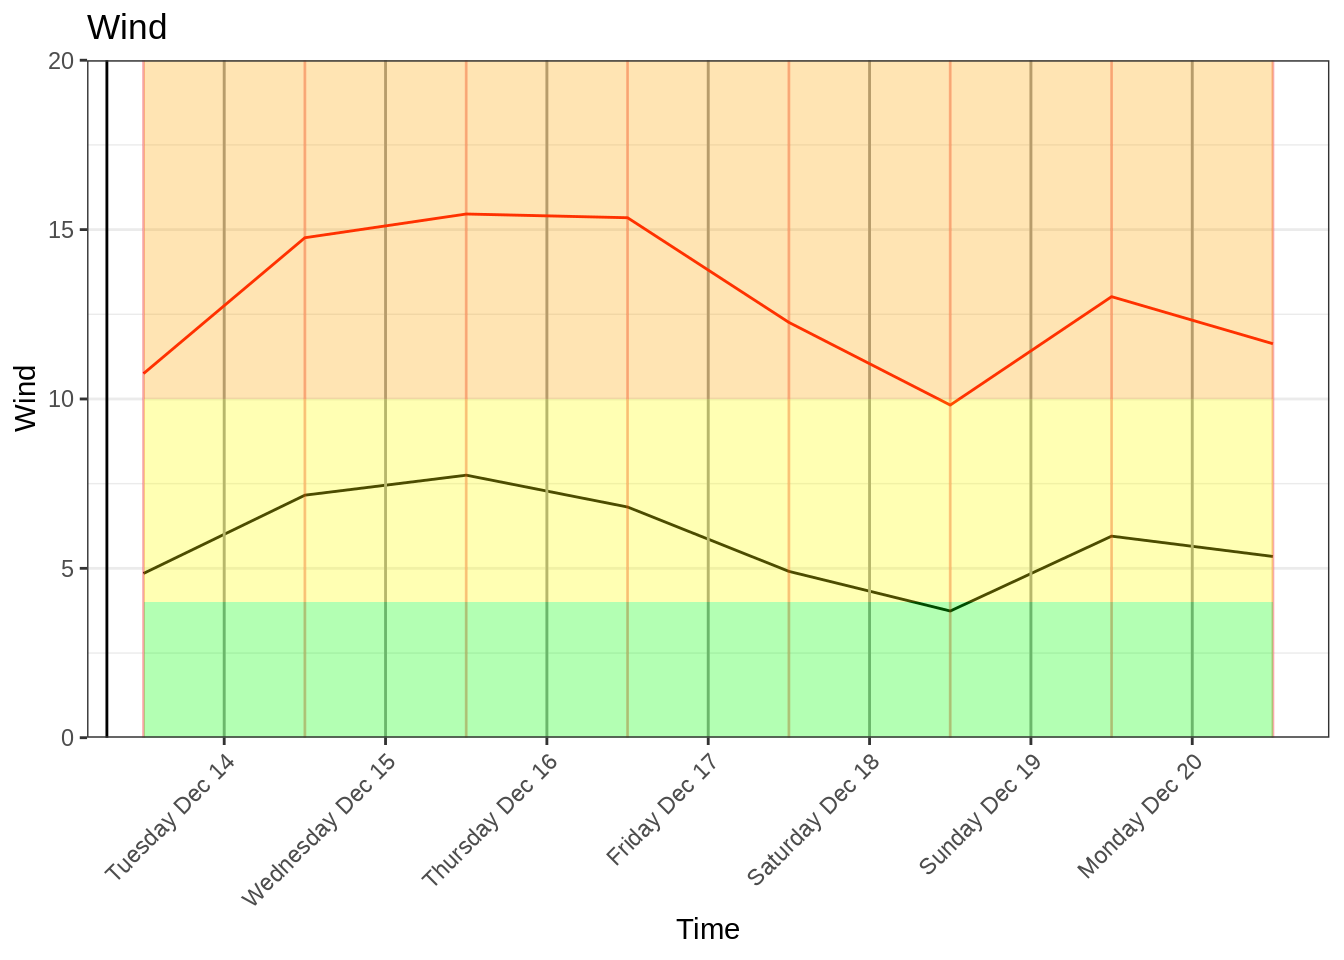 Wind
20
15
10
5
0
Wind
Tuesday Dec 14
Wednesday Dec 15
Thursday Dec 16
Friday Dec 17
Saturday Dec 18
Sunday Dec 19
Monday Dec 20
Time